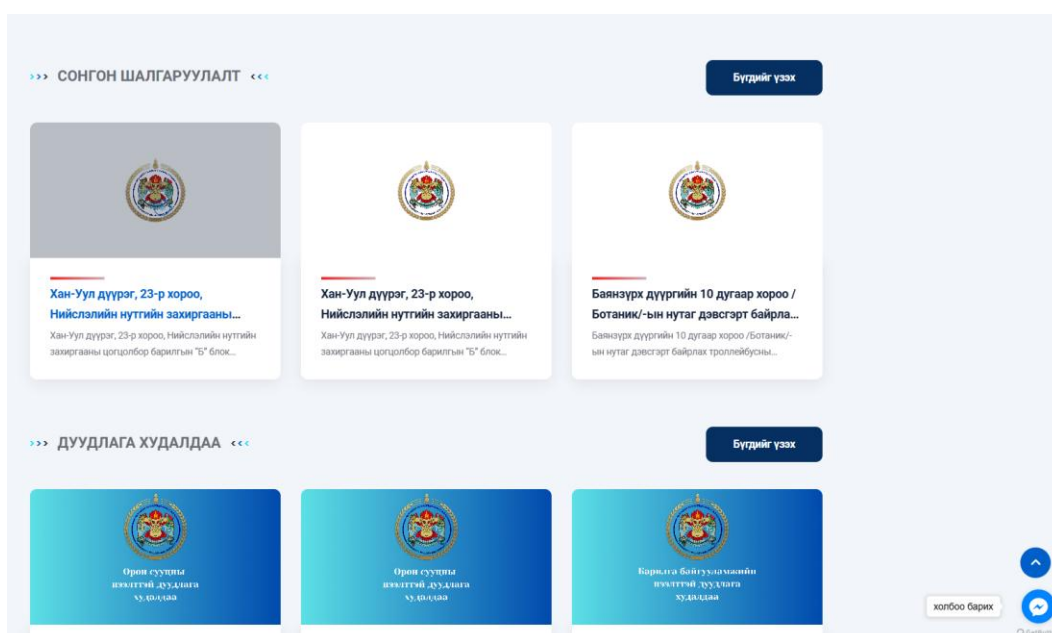 ››› СОНГОН ШАЛГАРУУЛАЛТ ‹‹‹
Бүгдийг үзэх
Хан-Уул дүүрэг, 23-р хороо,
Нийслэлийн нутгийн захиргааны...
Хан-Уул дүүрэг, 23-р хороо, Нийслэлийн нутгийн
захиргааны цогцолбор барилгын "Б" блок...
Хан-Уул дүүрэг, 23-р хороо,
Нийслэлийн нутгийн захиргааны...
Хан-Уул дүүрэг, 23-р хороо, Нийслэлийн нутгийн
захиргааны цогцолбор барилгын "Б" блок...
Баянзүрх дүүргийн 10 дугаар хороо /
Ботаник/-ын нутаг дэвсгэрт байрла...
Баянзүрх дүүргийн 10 дугаар хороо /Ботаник/-
ын нутаг дэвсгэрт байрлах троллейбусны...
››› ДУУДЛАГА ХУДАЛДАА ‹‹‹
Бүгдийг үзэх
Орон сууцны
нээлттэй дуудлага
худалдаа
Орон сууцны
нээлттэй дуудлага
худалдаа
Барилга байгууламжийн
нээлттэй дуудлага
худалдаа
холбоо барих